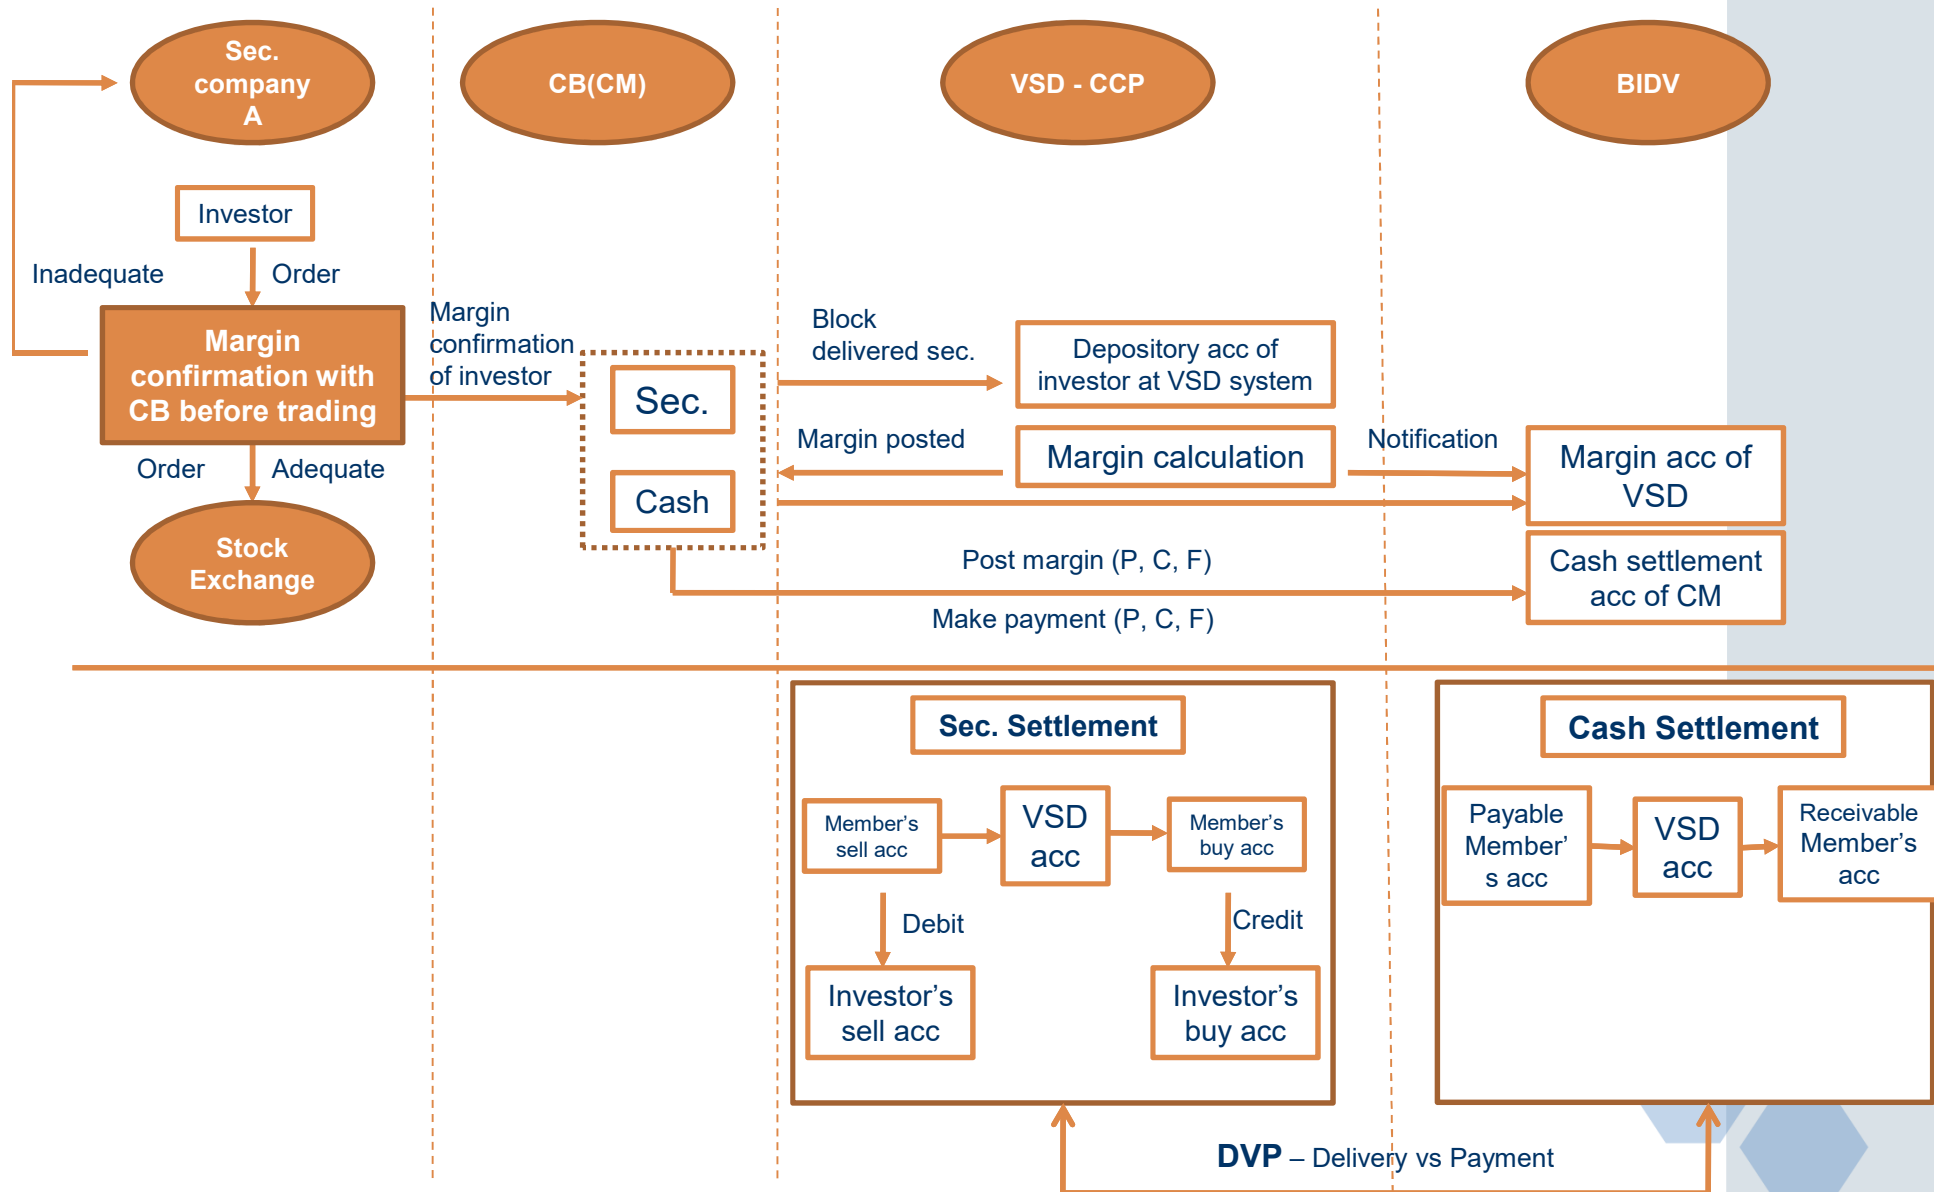 Sec.
company
A
CB(CM)
VSD - CCP
BIDV
Investor
Inadequate
Order
Margin
confirmation with
CB before trading
Margin
confirmation
of investor
Order
Adequate
Stock
Exchange
Sec.
Cash
Block
delivered sec.
Depository acc of
investor at VSD system
Margin posted
Margin calculation
Notification
Margin acc of
VSD
Post margin (P, C, F)
Cash settlement
acc of CM
Make payment (P, C, F)
Sec. Settlement
Member’s
sell acc
VSD
acc
Member’s
buy acc
Debit
Credit
Investor’s
sell acc
Investor’s
buy acc
Cash Settlement
Payable
Member’
s acc
VSD
acc
Receivable
Member’s
acc
DVP – Delivery vs Payment